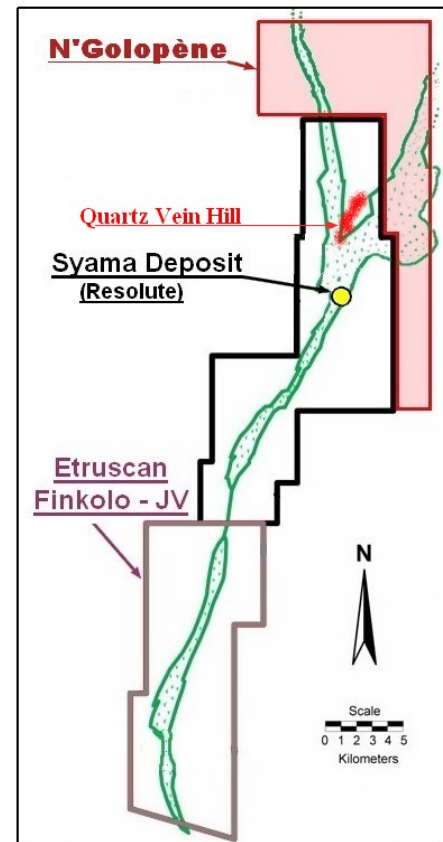 N'Golopène
Quartz Vein Hill
Syama Deposit
(Resolute)
Etruscan
Finkolo - JV
N
Scale
0 1 2 3 4 5
Kilometers